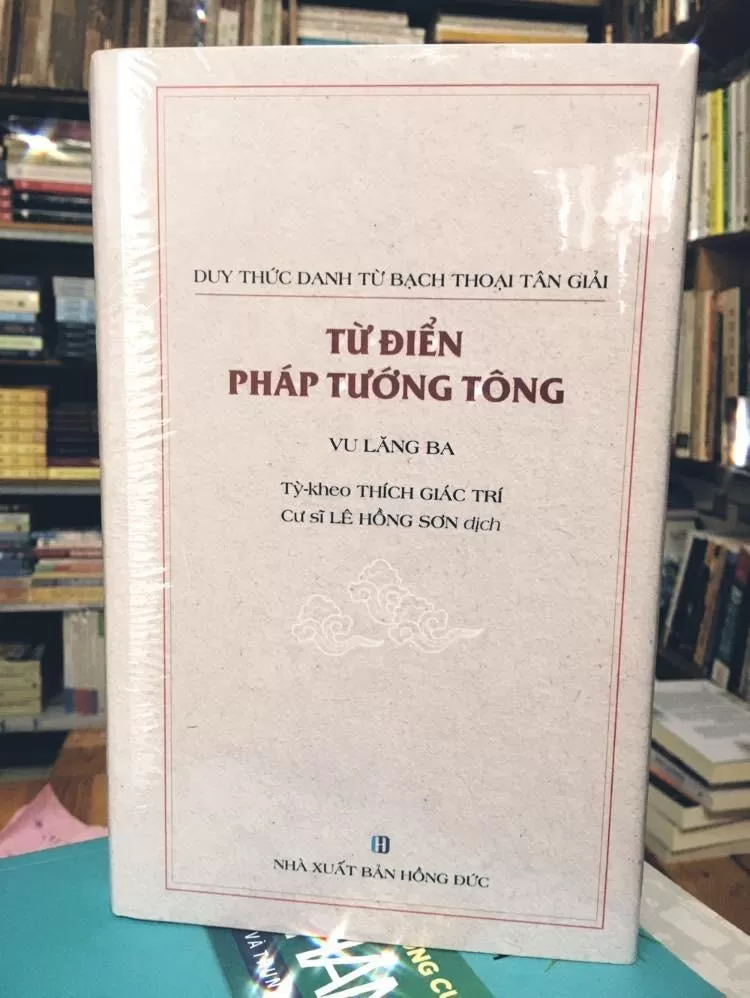 DUY THỨC DANH TỪ BẠCH THOẠI TÂN GIẢI
TỪ ĐIỂN
PHÁP TƯỚNG TÔNG
VU LĂNG BA
Tỳ-kheo THÍCH GIÁC TRÍ
Cư sĩ LÊ HỒNG SƠN dịch
H
NHÀ XUẤT BẢN HỒNG ĐỨC